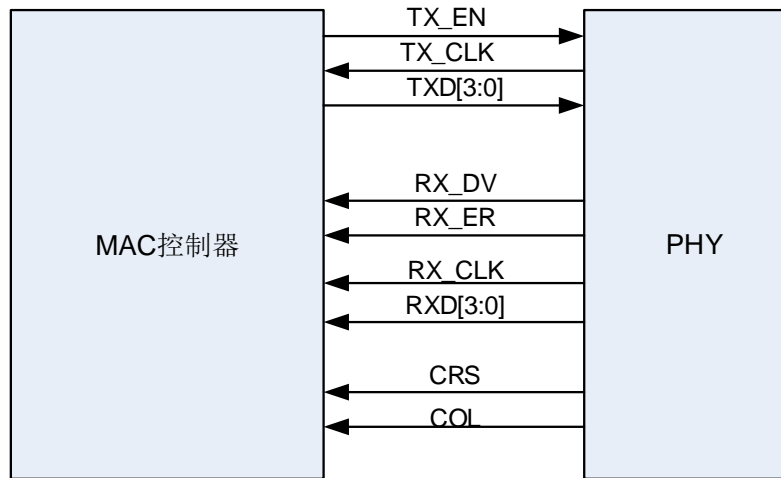 TX_EN
TX_CLK
TXD[3:0]
RX_DV
RX_ER
MAC控制器
PHY
RX_CLK
RXD[3:0]
CRS
COL